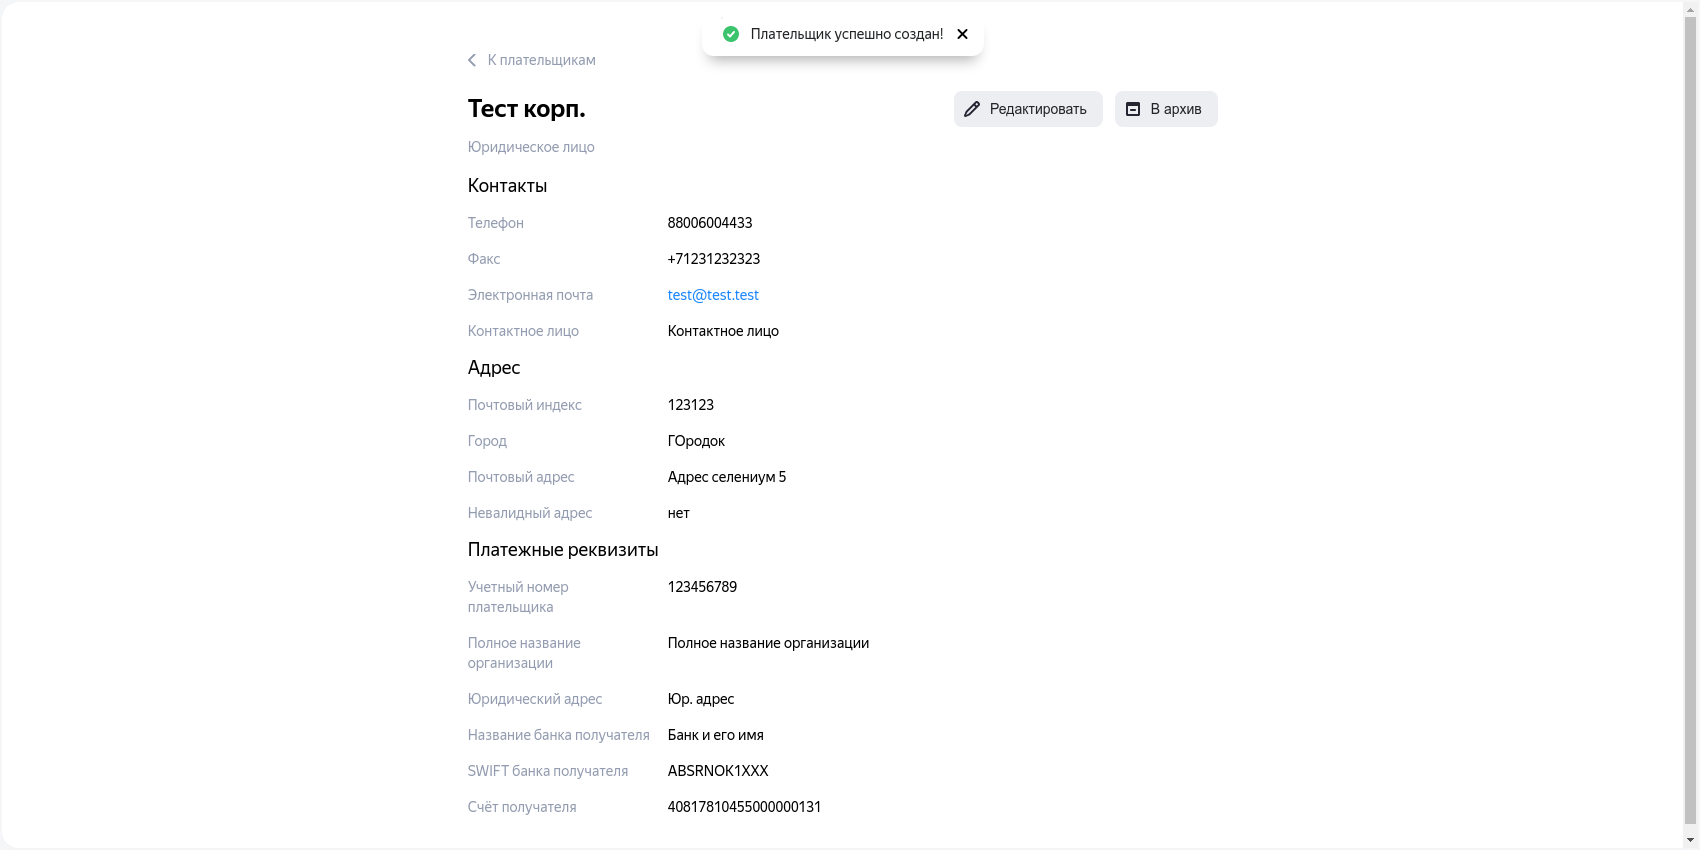 Плательщик успешно создан!
К плательщикам
Тест корп.
Редактировать
В архив
Юридическое лицо
Контакты
Телефон 88006004433
Факс +71231232323
Электронная почта test@test.test
Контактное лицо Контактное лицо
Адрес
Почтовый индекс 123123
Город ГОродок
Почтовый адрес Адрес селениум 5
Невалидный адрес нет
Платежные реквизиты
Учетный номер 123456789
плательщика
Полное название Полное название организации
организации
Юридический адрес Юр. адрес
Название банка получателя Банк и его имя
SWIFT банка получателя ABSRNOK1XXX
Счёт получателя 40817810455000000131